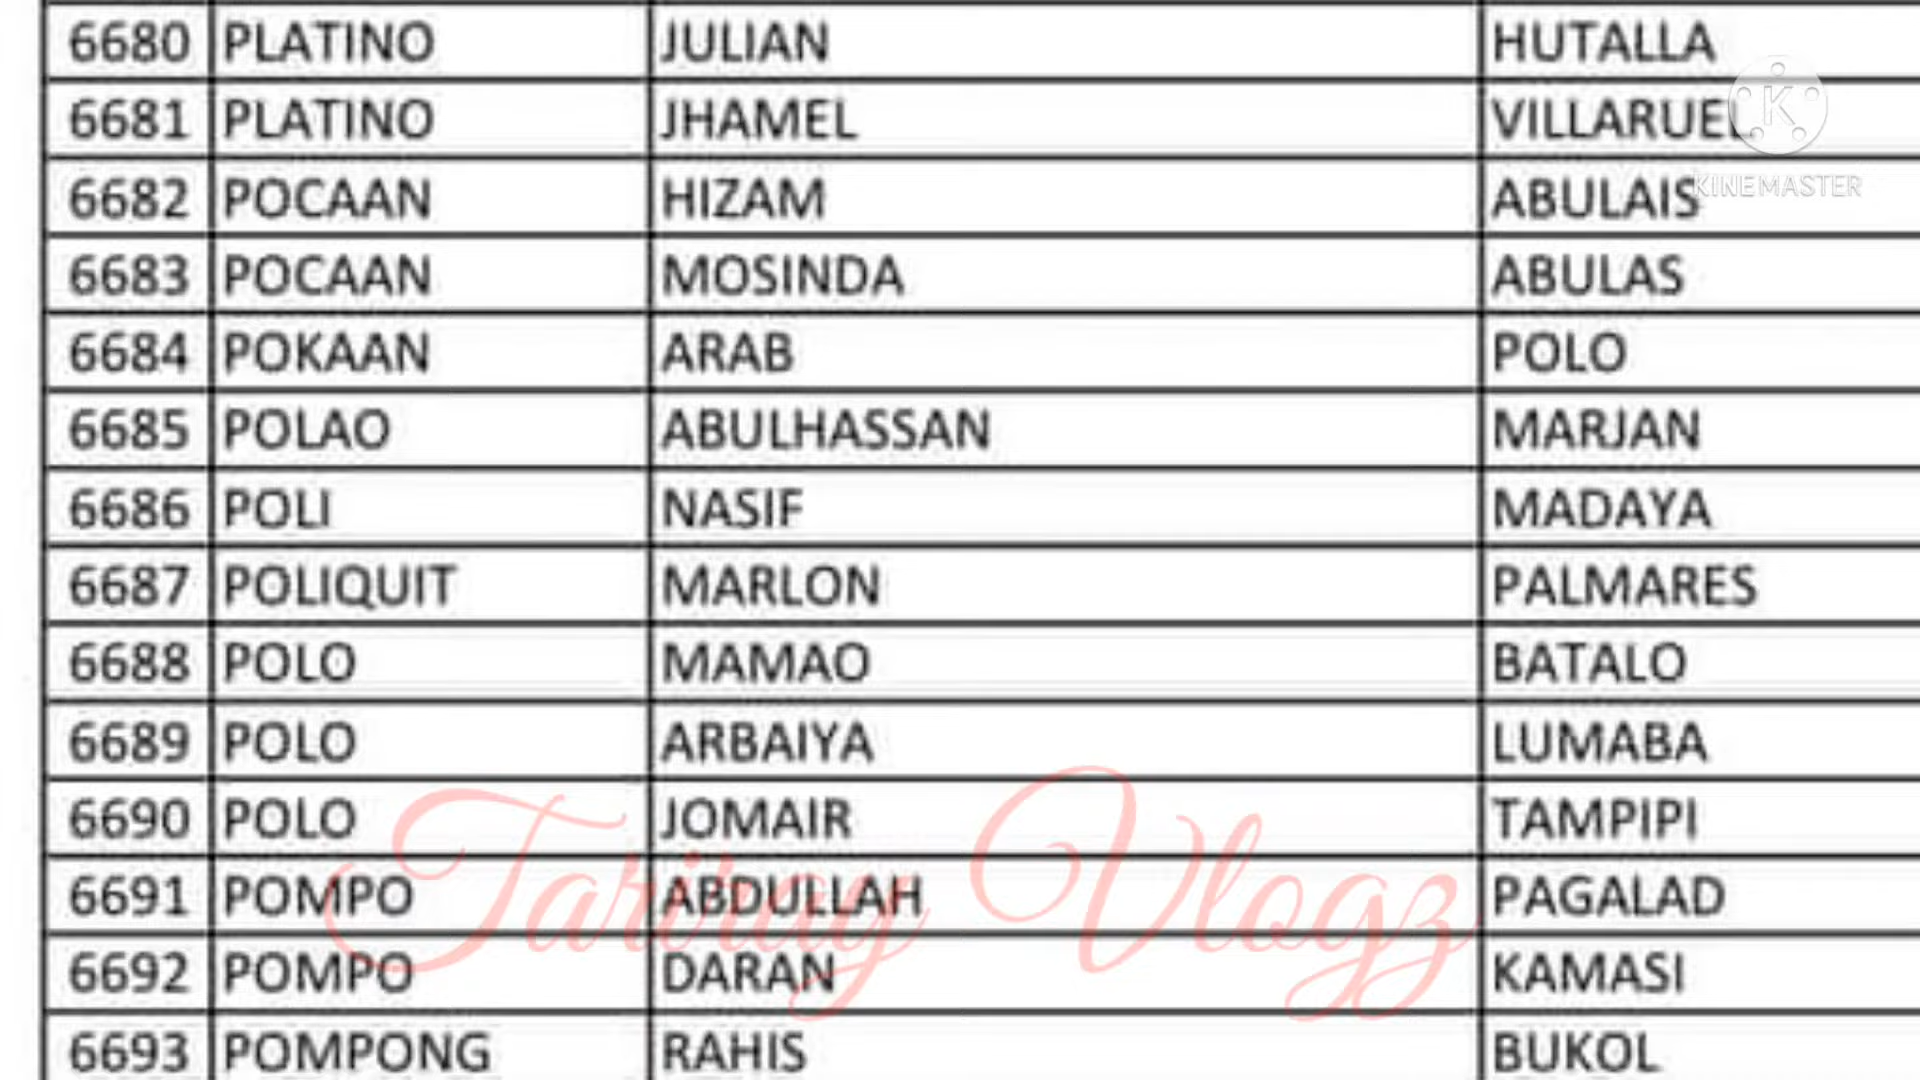 6680 PLATINO JULIAN HUTALLA
6681 PLATINO JHAMEL VILLARUEL
6682 POCAAN HIZAM ABULAIS
KINEMASTER
6683 POCAAN MOSINDA ABULAS
6684 POKAAN ARAB POLO
6685 POLAO ABULHASSAN MARJAN
6686 POLI NASIF MADAYA
6687 POLIQUIT MARLON PALMARES
6688 POLO MAMAO BATALO
6689 POLO ARBAIYA LUMABA
6690 POLO JOMAIR TAMPIPI
6691 POMPO ABDULLAH PAGALAD
Vlogz
6692 POMPO DARAN KAMASI
6693 POMPONG RAHIS BUKOL